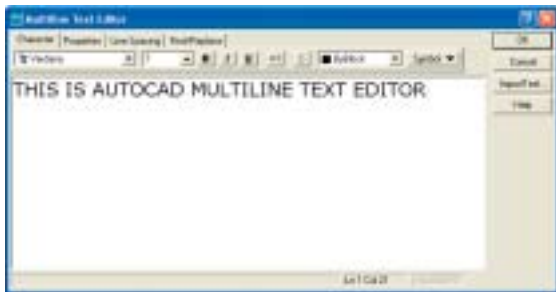 Multiline Text Editor
Character Properties Line Spacing Find/Replace
OK
Verdana
B I U
Symbol
Cancel
Import Text...
Help
THIS IS AUTOCAD MULTILINE TEXT EDITOR